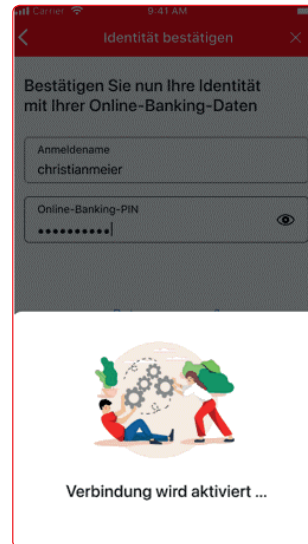 Carrier 9:41 AM
Identität bestätigen
Bestätigen Sie nun Ihre Identität
mit Ihrer Online-Banking-Daten
Anmeldename
christianmeier
Online-Banking-PIN
••••••••••
Verbindung wird aktiviert ...